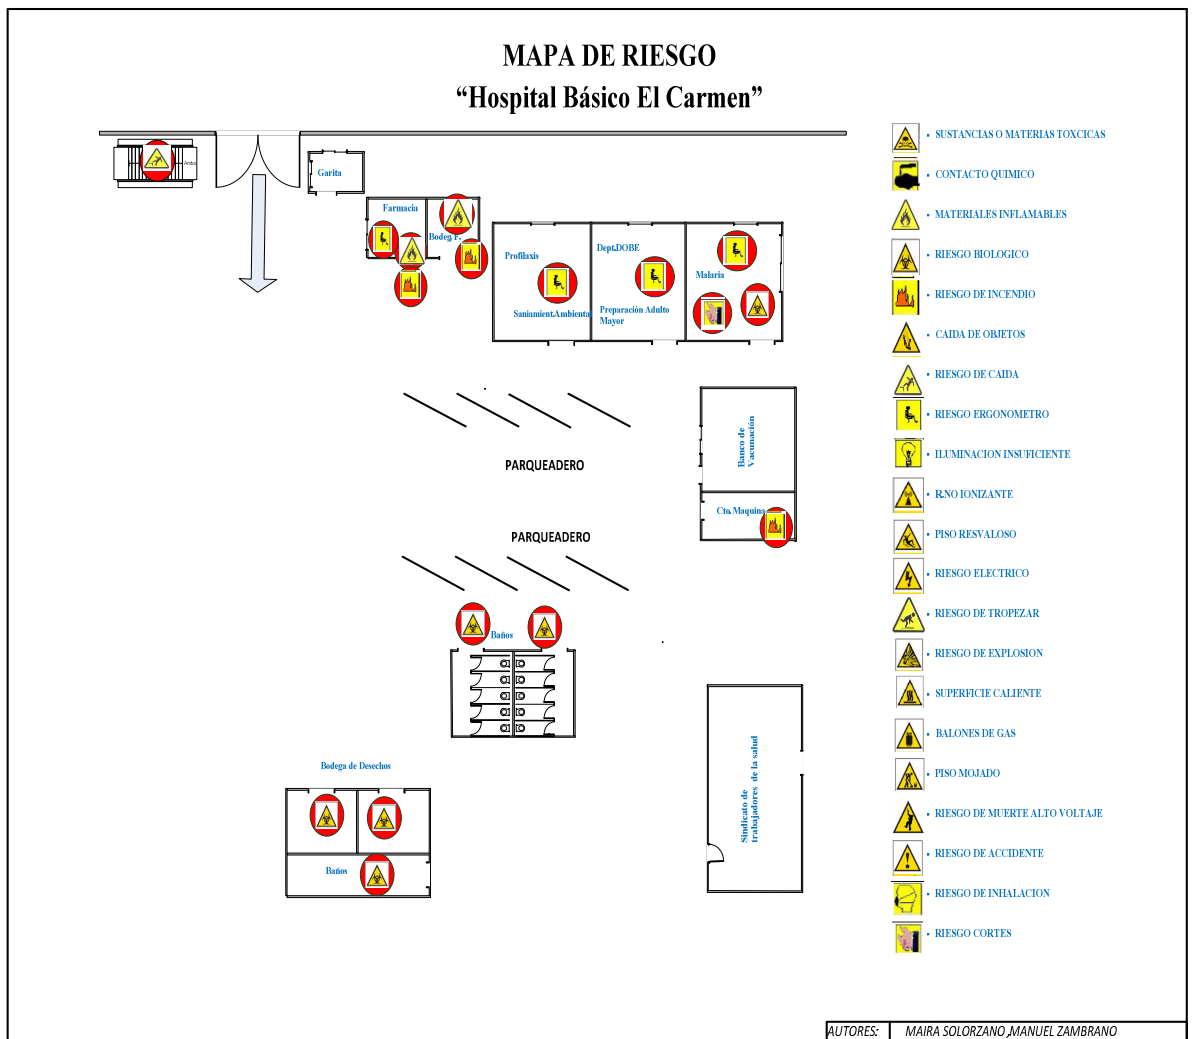 MAPA DE RIESGO
“Hospital Básico El Carmen”
Garita
Farmacia
Bodeg. F.
Profilaxis
Saniamient.Ambienta
Dept.DOBE
Preparación Adulto
Mayor
Malaria
PARQUEADERO
Banco de
Vacunación
Cto. Maquina
PARQUEADERO
Baños
Sindicato de
trabajadores de la salud
Bodega de Desechos
Baños
• SUSTANCIAS O MATERIAS TOXCICAS
• CONTACTO QUIMICO
• MATERIALES INFLAMABLES
• RIESGO BIOLOGICO
• RIESGO DE INCENDIO
• CAIDA DE OBJETOS
• RIESGO DE CAIDA
• RIESGO ERGONOMETRO
• ILUMINACION INSUFICIENTE
• R.NO IONIZANTE
• PISO RESVALOSO
• RIESGO ELECTRICO
• RIESGO DE TROPEZAR
• RIESGO DE EXPLOSION
• SUPERFICIE CALIENTE
• BALONES DE GAS
• PISO MOJADO
• RIESGO DE MUERTE ALTO VOLTAJE
• RIESGO DE ACCIDENTE
• RIESGO DE INHALACION
• RIESGO CORTES
AUTORES: MAIRA SOLORZANO ,MANUEL ZAMBRANO